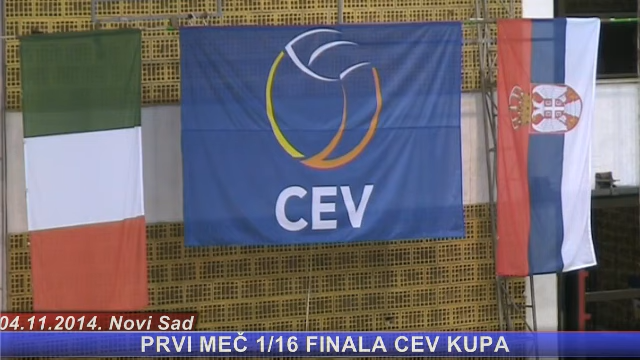 CEV
04.11.2014. Novi Sad
PRVI MEČ 1/16 FINALA CEV KUPA